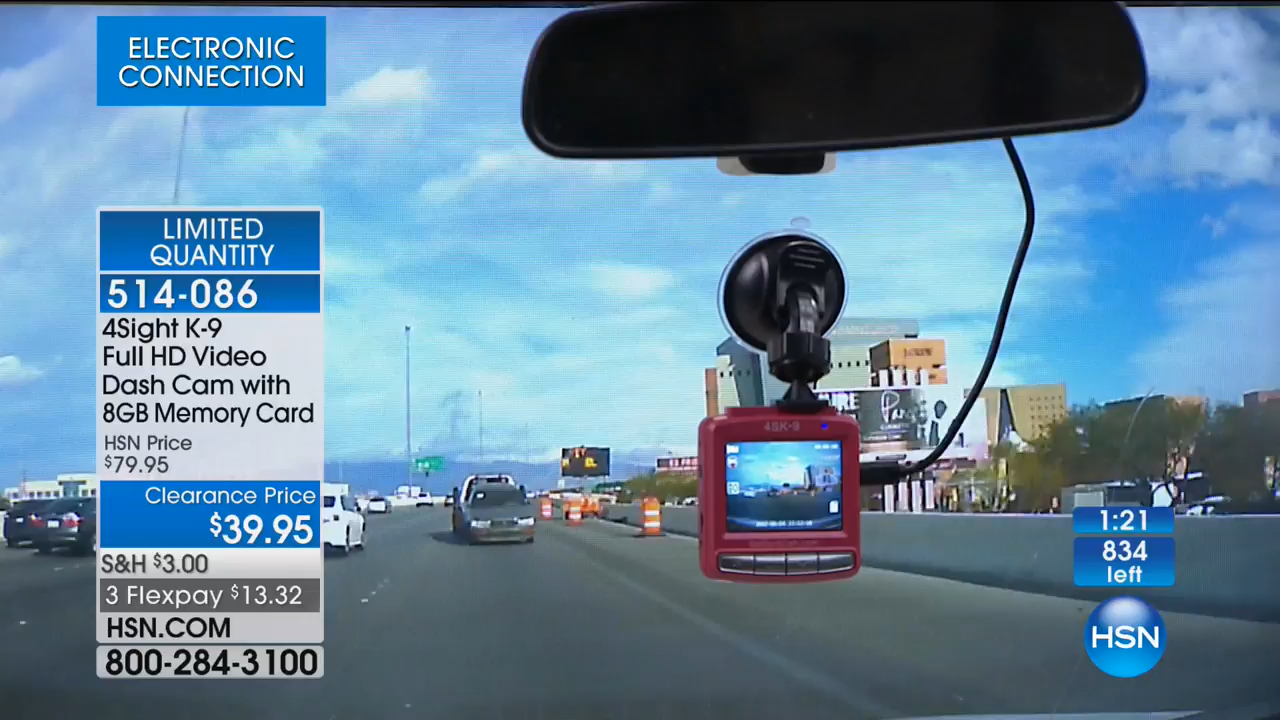 ELECTRONIC
CONNECTION
LIMITED
QUANTITY
514-086
4Sight K-9
Full HD Video
Dash Cam with
8GB Memory Card
HSN Price
$79.95
Clearance Price
$39.95
S&H $3.00
3 Flexpay $13.32
HSN.COM
800-284-3100
4SK-9
1:21
834
left
HSN